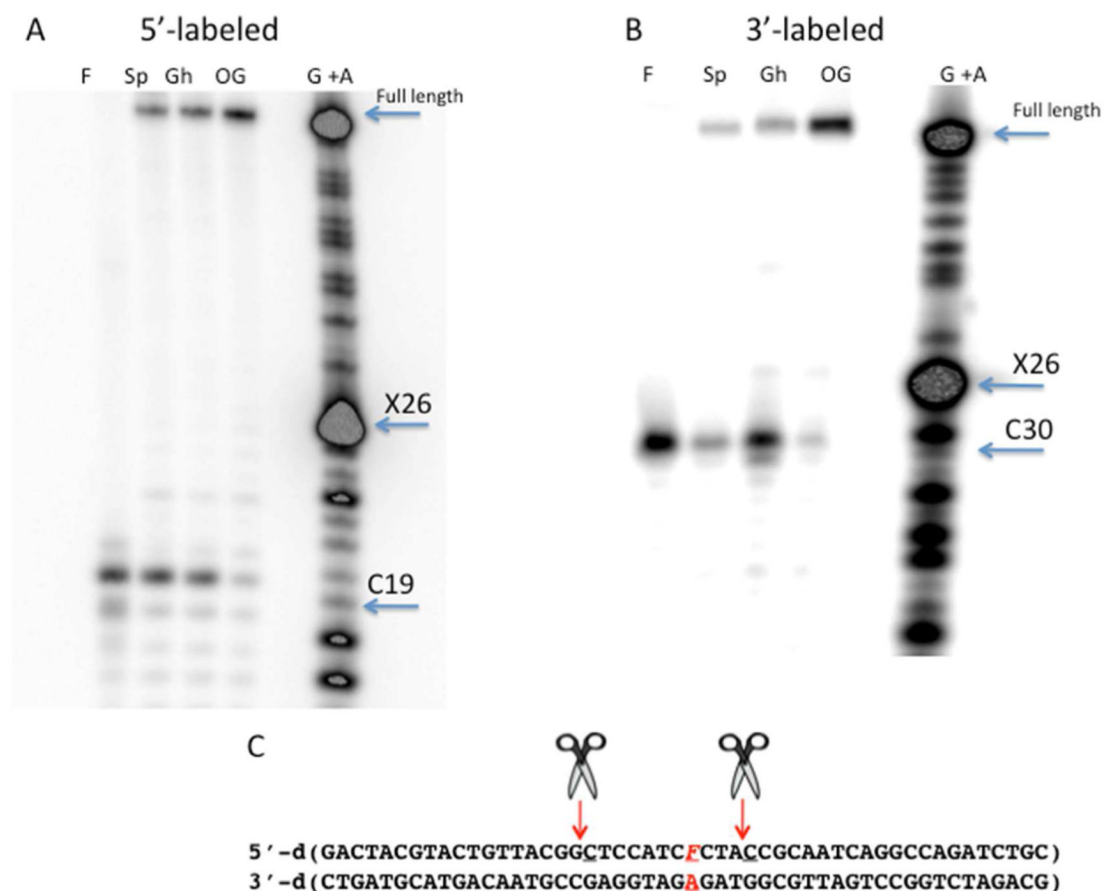 A 5′-labeled
F Sp Gh OG G +A
Full length
X26
C19
B 3′-labeled
F Sp Gh OG G +A
Full length
X26
C30
C
5′-d(GACTACGTACTGTTACGGCTCCATCFCTACCGCAATCAGGCCAGATCTGC)
3′-d(CTGATGCATGACAATGCCGAGGTAGAGATGGCGTTAGTCCGGTCTAGACG)